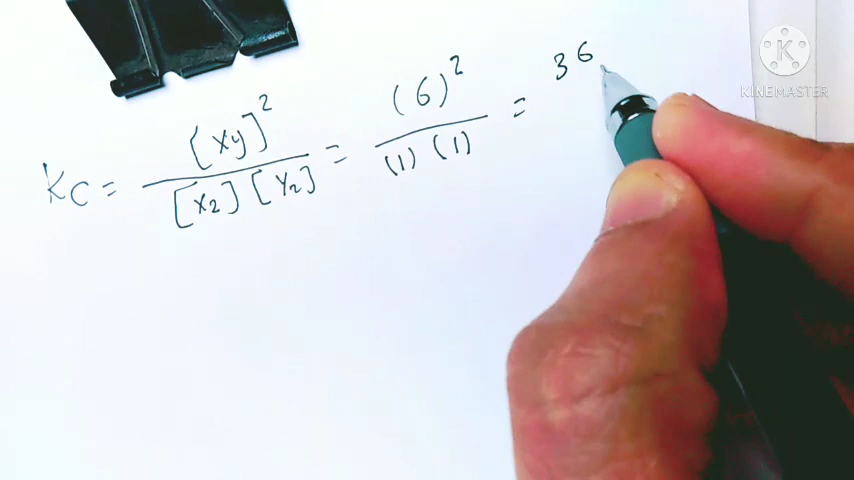 Kc = [xy]² / [x₂] [Y₂] = (6)² / (1) (1) = 36
K
KINEMASTER